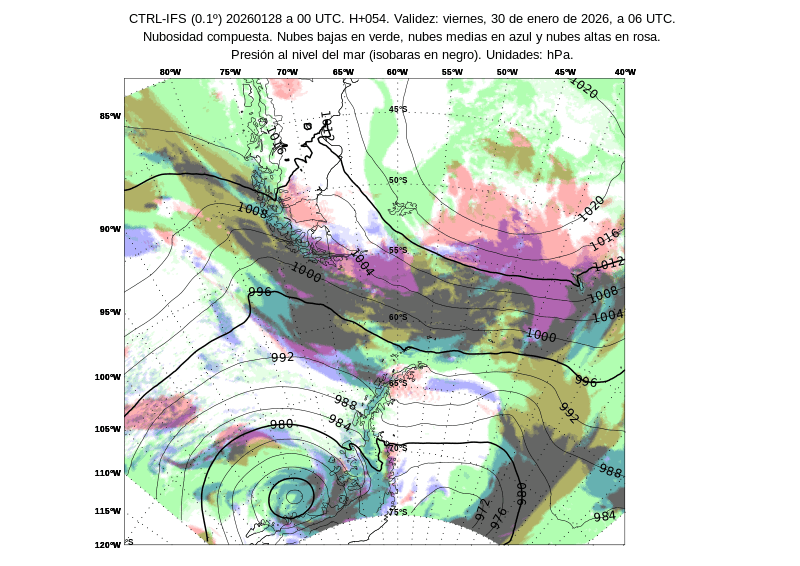 CTRL-IFS (0.1º) 20260128 a 00 UTC. H+054. Validez: viernes, 30 de enero de 2026, a 06 UTC.
Nubosidad compuesta. Nubes bajas en verde, nubes medias en azul y nubes altas en rosa.
Presión al nivel del mar (isobaras en negro). Unidades: hPa.
80°W 75°W 70°W 65°W 60°W 55°W 50°W 45°W 40°W
1020
45°S
85°W
1012
1016
50°S
1008
1020
90°W
1016
55°S
1004
1012
1000
996
1008
95°W
60°S
1004
1000
992
100°W
65°S
996
988
992
980
984
105°W
70°S
988
110°W
980
972
976
115°W
75°S
984
120°W
°S